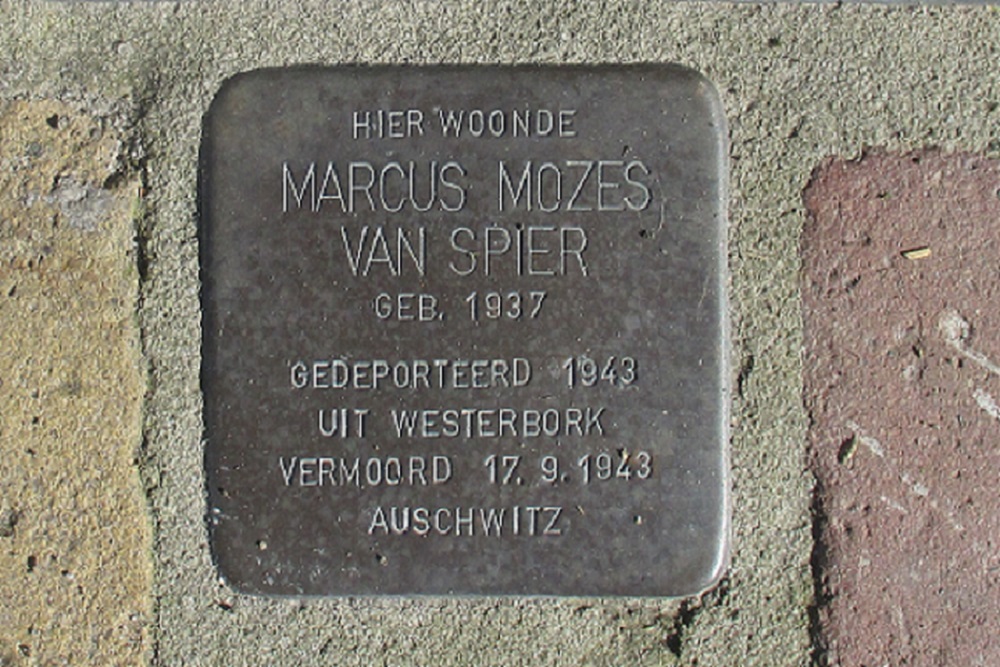 HIER WOONDE
MARCUS MOZES
VAN SPIER
GEB. 1937
GEDEPORTEERD 1943
UIT WESTERBORK
VERMOORD 17.9.1943
AUSCHWITZ